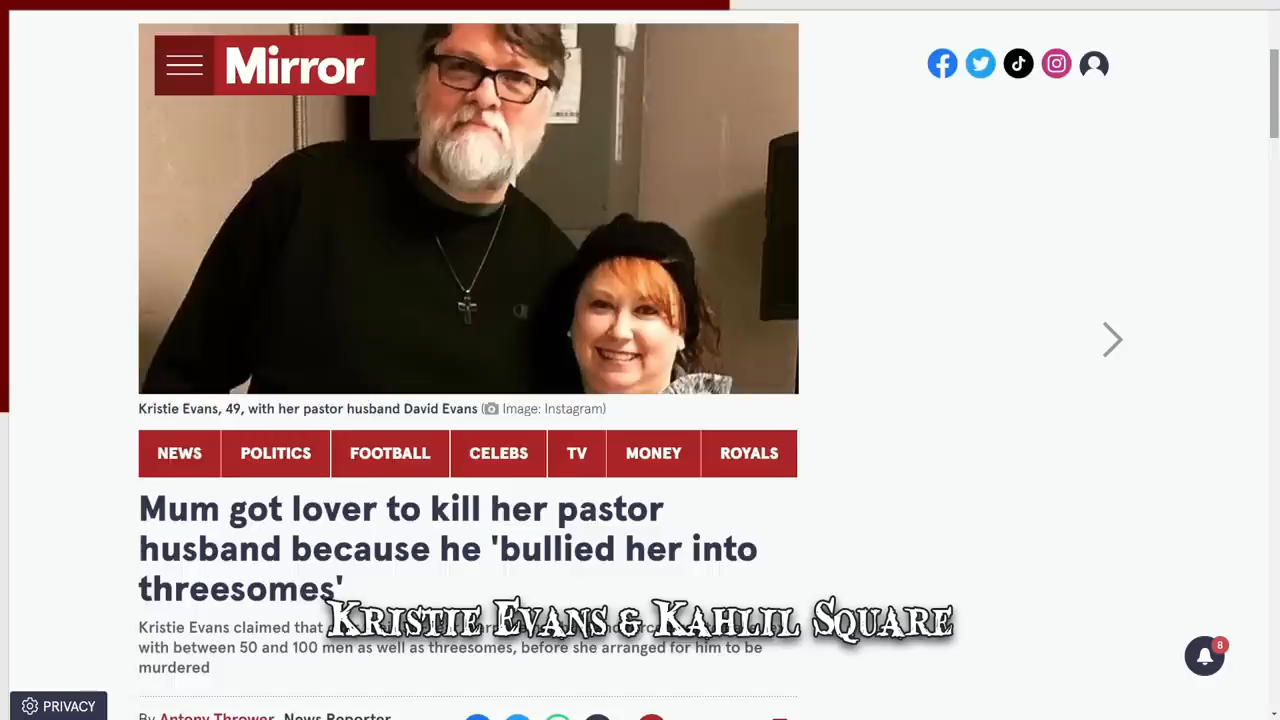 Mirror
Kristie Evans, 49, with her pastor husband David Evans (Image: Instagram)
NEWS POLITICS FOOTBALL CELEBS TV MONEY ROYALS
Mum got lover to kill her pastor
husband because he 'bullied her into
threesomes'
Kristie Evans & Kahlil Square
Kristie Evans claimed that
with between 50 and 100 men as well as threesomes, before she arranged for him to be
murdered
8
PRIVACY
By Antony Thrower, News Reporter